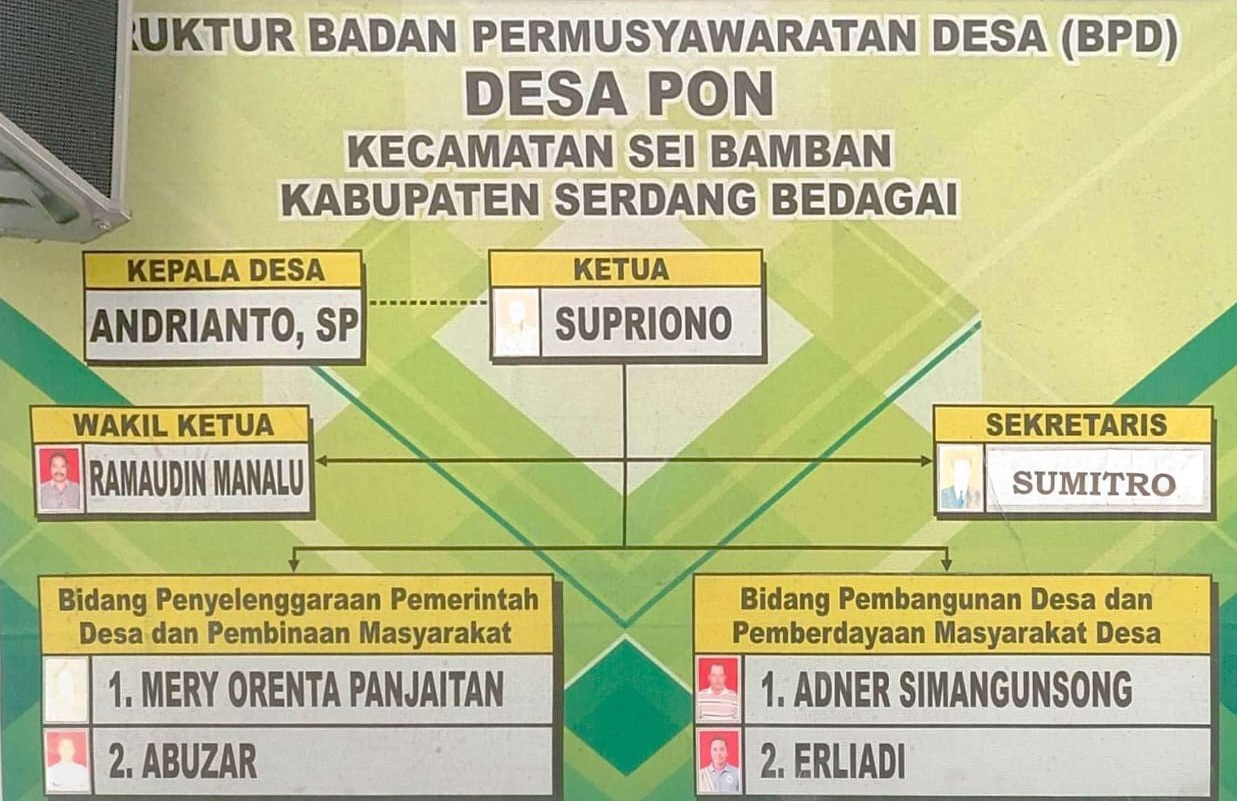 BADAN PERMUSYAWARATAN DESA (BPD)
DESA PON
KECAMATAN SEI BAMBAN
KABUPATEN SERDANG BEDAGAI
KEPALA DESA
ANDRIANTO, SP
KETUA
SUPRIONO
WAKIL KETUA
RAMAUDIN MANALU
SEKRETARIS
SUMITRO
Bidang Penyelenggaraan Pemerintah
Desa dan Pembinaan Masyarakat
1. MERY ORENTA PANJAITAN
2. ABUZAR
Bidang Pembangunan Desa dan
Pemberdayaan Masyarakat Desa
1. ADNER SIMANGUNSONG
2. ERLIADI